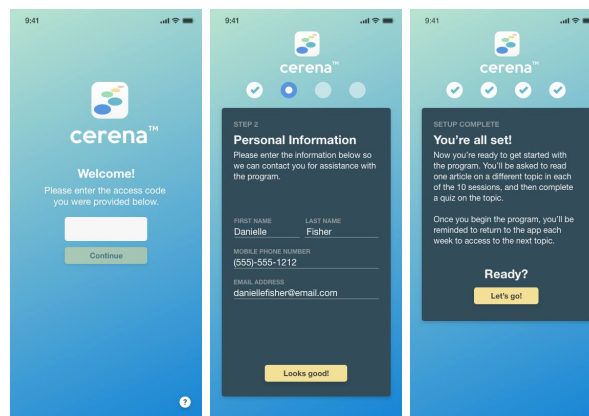 9:41
cerena™
Welcome!
Please enter the access code
you were provided below.
Continue
?
9:41
cerena™
STEP 2
Personal Information
Please enter the information below so
we can contact you for assistance with
the program.
FIRST NAME LAST NAME
Danielle Fisher
MOBILE PHONE NUMBER
(555)-555-1212
EMAIL ADDRESS
daniellefisher@email.com
Looks good!
9:41
cerena™
SETUP COMPLETE
You're all set!
Now you're ready to get started with
the program. You'll be asked to read
one article on a different topic in each
of the 10 sessions, and then complete
a quiz on the topic.
Once you begin the program, you'll be
reminded to return to the app each
week to access to the next topic.
Ready?
Let's go!